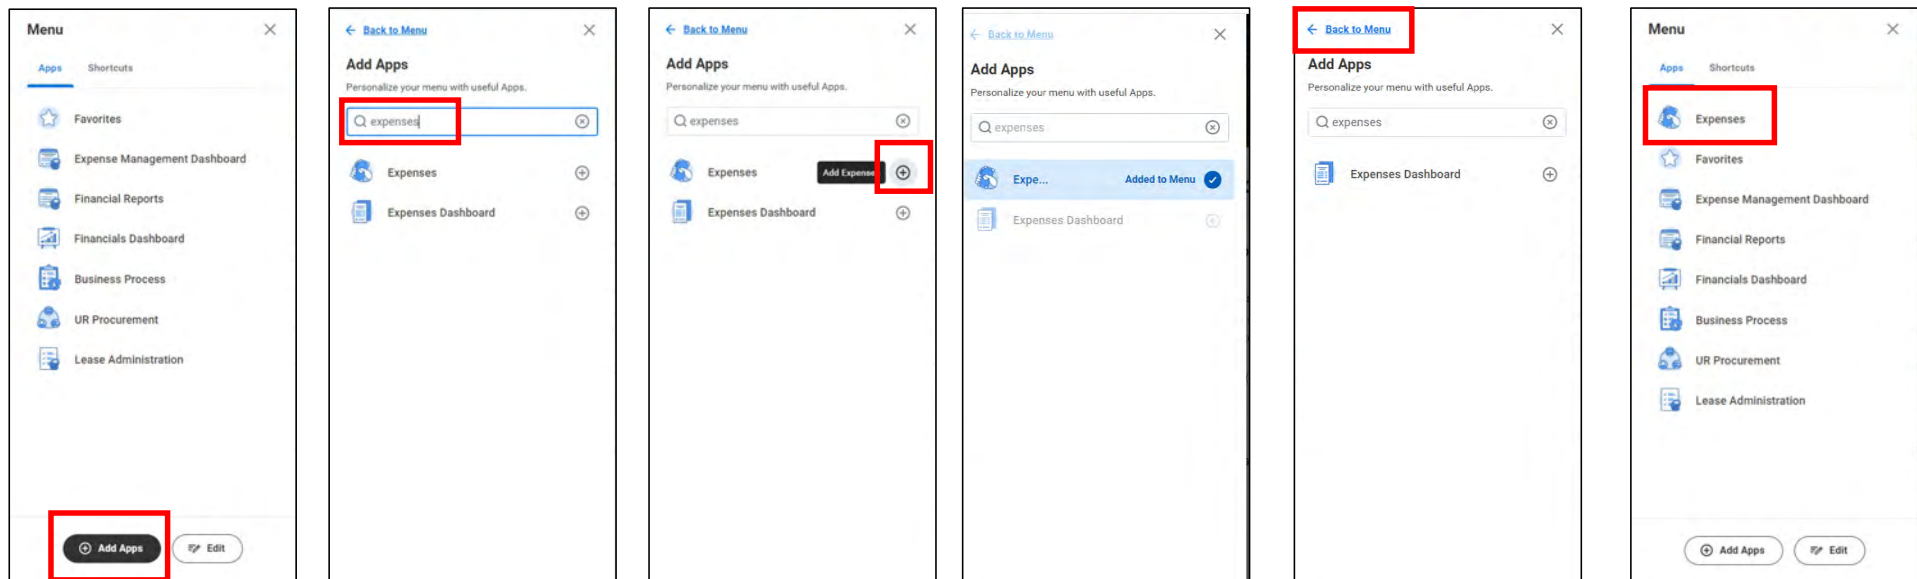 Menu
Apps Shortcuts
Favorites
Expense Management Dashboard
Financial Reports
Financials Dashboard
Business Process
UR Procurement
Lease Administration
Add Apps Edit
Back to Menu
Add Apps
Personalize your menu with useful Apps.
expenses
Expenses
Expenses Dashboard
Back to Menu
Add Apps
Personalize your menu with useful Apps.
expenses
Expenses Add Expense
Expenses Dashboard
Back to Menu
Add Apps
Personalize your menu with useful Apps.
expenses
Expe... Added to Menu
Expenses Dashboard
Back to Menu
Add Apps
Personalize your menu with useful Apps.
expenses
Expenses Dashboard
Menu
Apps Shortcuts
Expenses
Favorites
Expense Management Dashboard
Financial Reports
Financials Dashboard
Business Process
UR Procurement
Lease Administration
Add Apps Edit